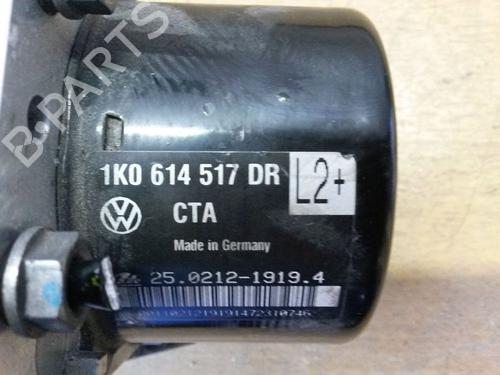 B-PARTS
1K0 614 517 DR
L2+
CTA
Made in Germany
25.0212-1919.4